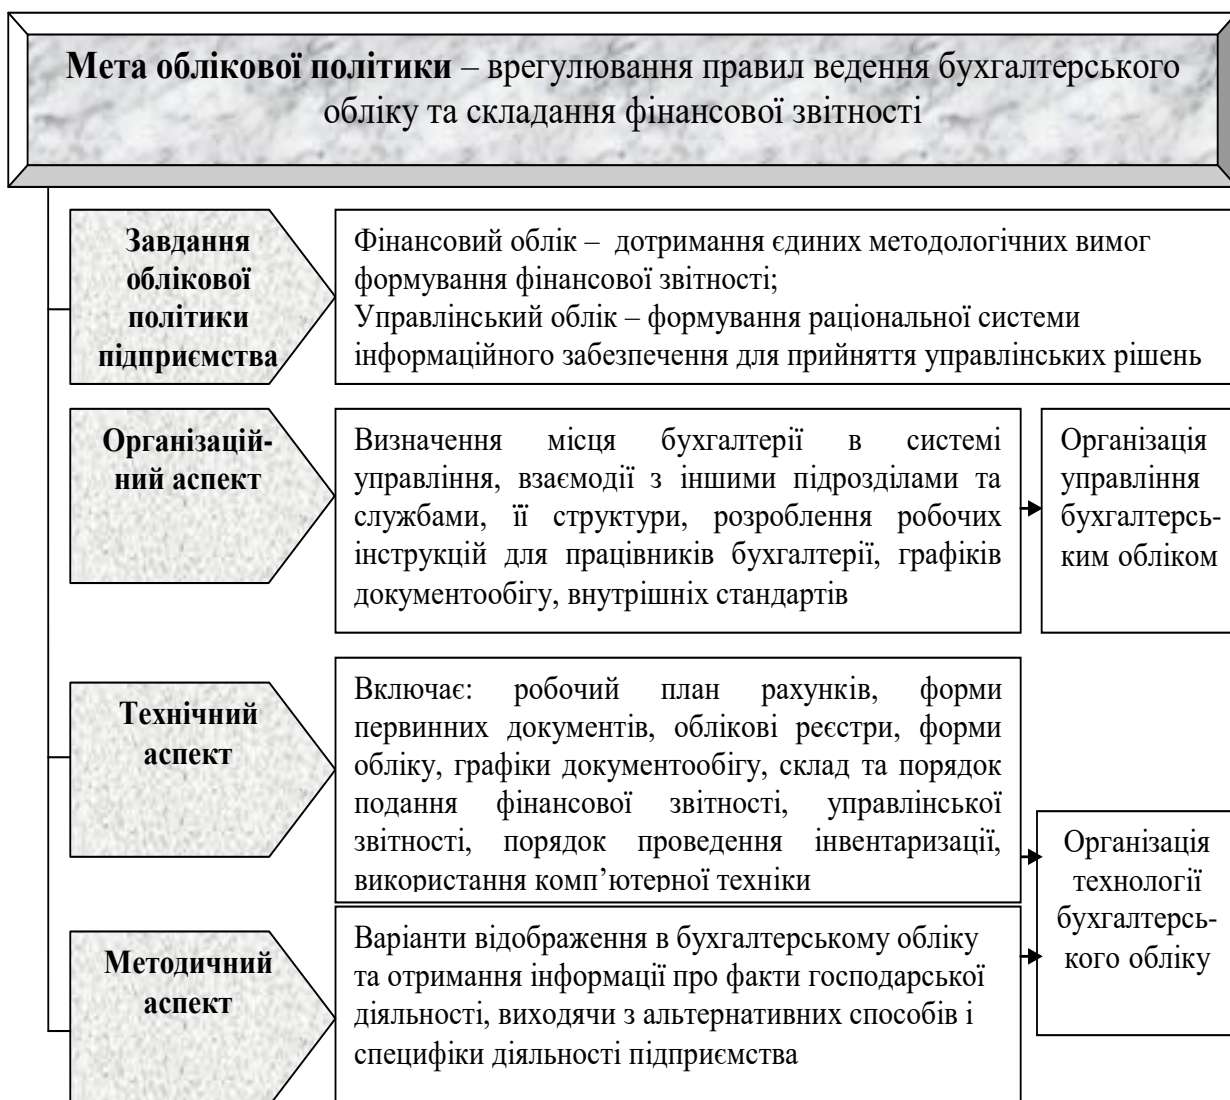 Мета облікової політики – врегулювання правил ведення бухгалтерського
обліку та складання фінансової звітності
Завдання
облікової
політики
підприємства
Фінансовий облік – дотримання єдиних методологічних вимог
формування фінансової звітності;
Управлінський облік – формування раціональної системи
інформаційного забезпечення для прийняття управлінських рішень
Організацій-
ний аспект
Визначення місця бухгалтерії в системі
управління, взаємодії з іншими підрозділами та
службами, її структури, розроблення робочих
інструкцій для працівників бухгалтерії, графіків
документообігу, внутрішніх стандартів
Організація
управління
бухгалтерсь-
ким обліком
Технічний
аспект
Включає: робочий план рахунків, форми
первинних документів, облікові реєстри, форми
обліку, графіки документообігу, склад та порядок
подання фінансової звітності, управлінської
звітності, порядок проведення інвентаризації,
використання комп’ютерної техніки
Організація
технології
бухгалтерсь-
кого обліку
Методичний
аспект
Варіанти відображення в бухгалтерському обліку
та отримання інформації про факти господарської
діяльності, виходячи з альтернативних способів і
специфіки діяльності підприємства